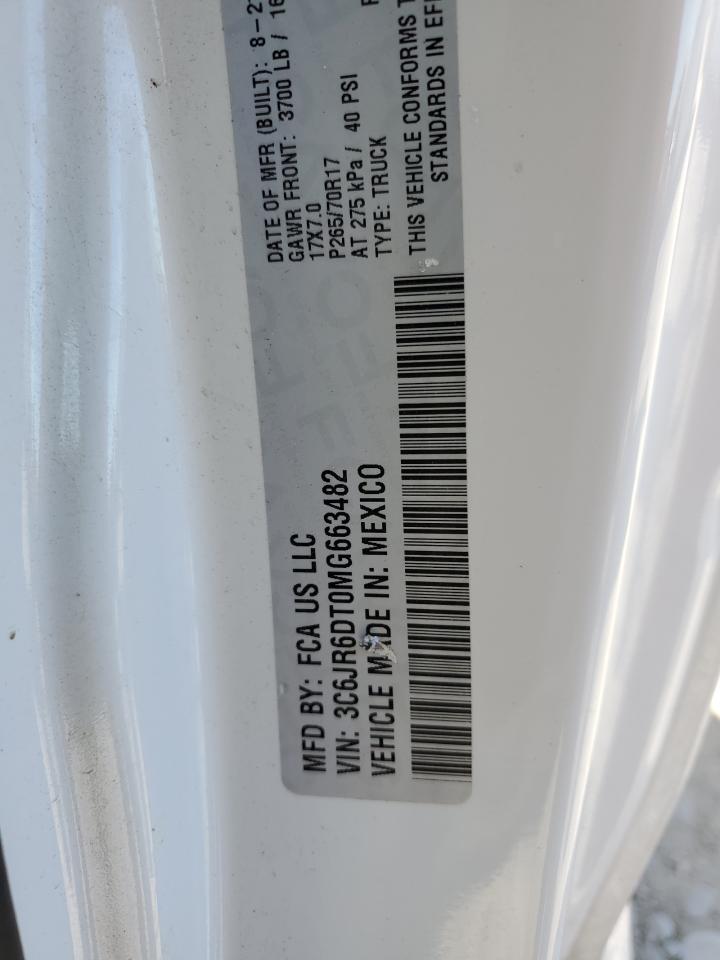 MFD BY: FCA US LLC
VIN: 3C6JR6DT0MG663482
VEHICLE MADE IN: MEXICO
DATE OF MFR (BUILT): 8-2
GAWR FRONT: 3700 LB / 16
17X7.0
P265/70R17
AT 275 kPa / 40 PSI
TYPE: TRUCK
THIS VEHICLE CONFORMS T
STANDARDS IN EF